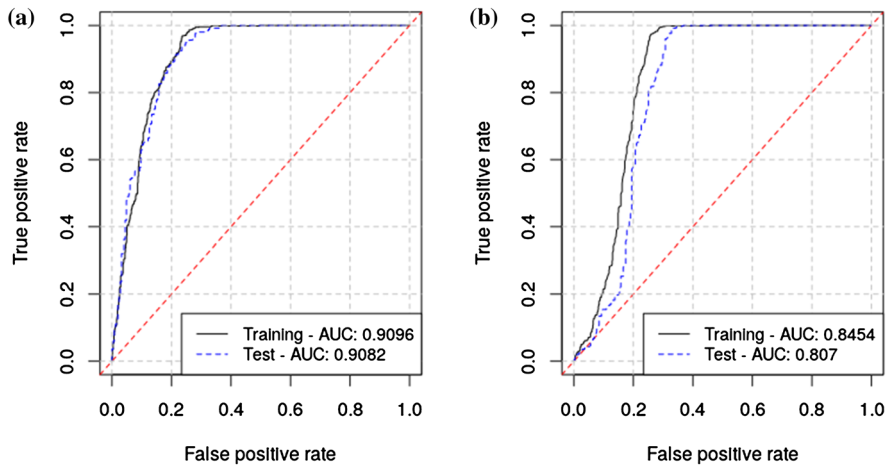 (a)
True positive rate
1.0
0.8
0.6
0.4
0.2
0.0
Training - AUC: 0.9096
Test - AUC: 0.9082
0.0 0.2 0.4 0.6 0.8 1.0
False positive rate
(b)
True positive rate
1.0
0.8
0.6
0.4
0.2
0.0
Training - AUC: 0.8454
Test - AUC: 0.807
0.0 0.2 0.4 0.6 0.8 1.0
False positive rate